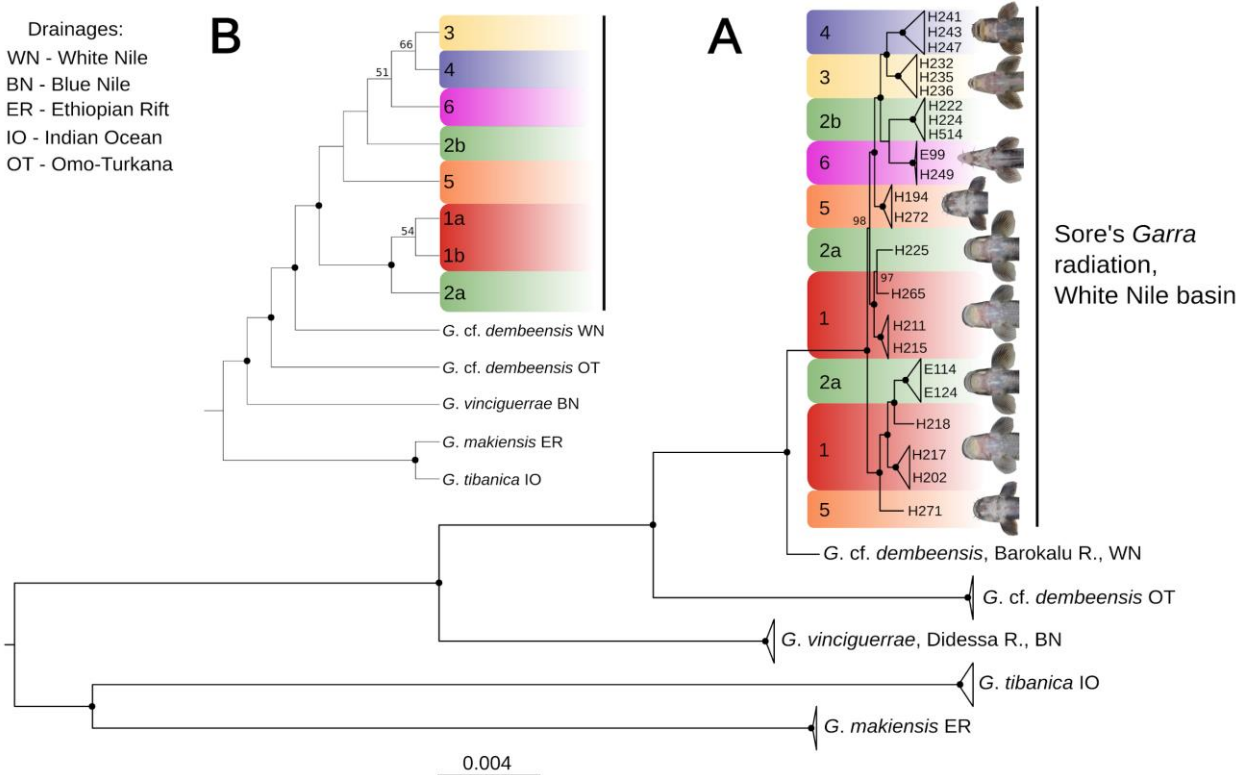 Drainages:
WN - White Nile
BN - Blue Nile
ER - Ethiopian Rift
IO - Indian Ocean
OT - Omo-Turkana
B
3
66
4
51
6
2b
5
1a
54
1b
2a
G. cf. dembeensis WN
G. cf. dembeensis OT
G. vinciguerrae BN
G. makiensis ER
G. tibanica IO
A
4
H241
H243
H247
3
H232
H235
H236
2b
H222
H224
H514
6
E99
H249
5
H194
H272
98
2a
H225
97
H265
1
H211
H215
2a
E114
E124
H218
1
H217
H202
5
H271
Sore's Garra
radiation,
White Nile basin
G. cf. dembeensis, Barokalu R., WN
G. cf. dembeensis OT
G. vinciguerrae, Didessa R., BN
G. tibanica IO
G. makiensis ER
0.004